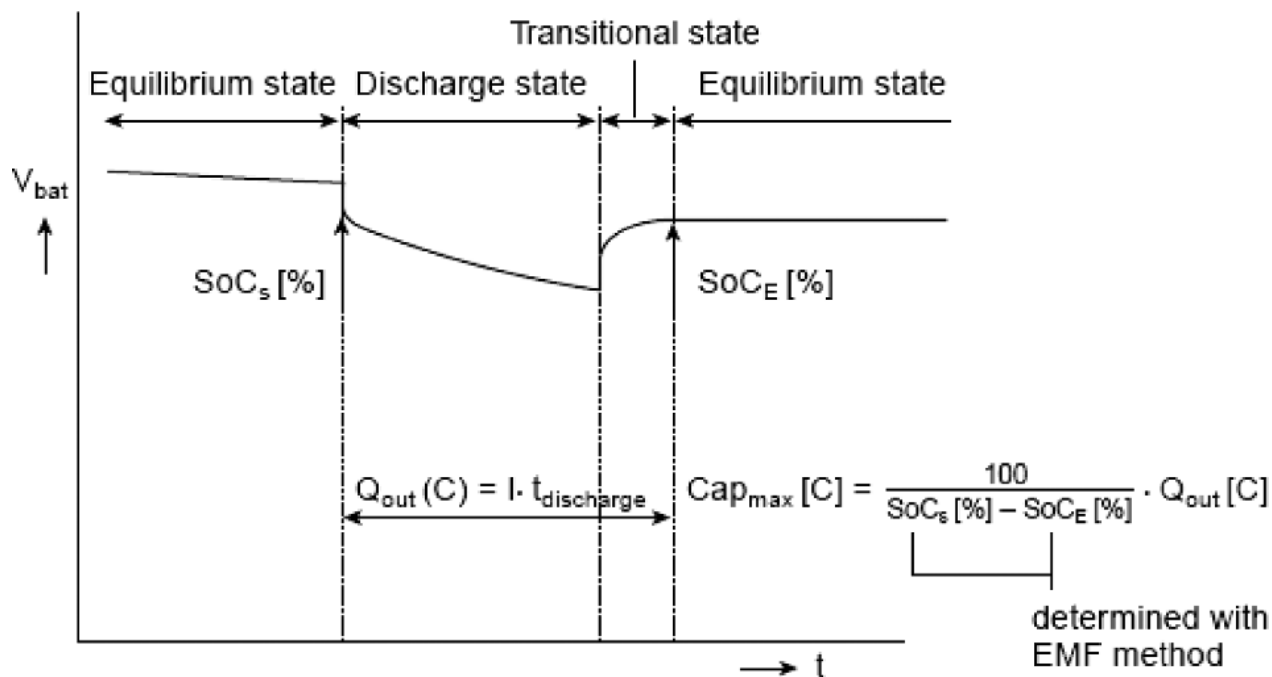 Transitional state
Equilibrium state
Discharge state
Equilibrium state
V_bat
SoC_s [%]
SoC_E [%]
Q_out (C) = I· t_discharge
Cap_max [C] = 100 / (SoC_s [%] – SoC_E [%]) · Q_out [C]
determined with
EMF method
t